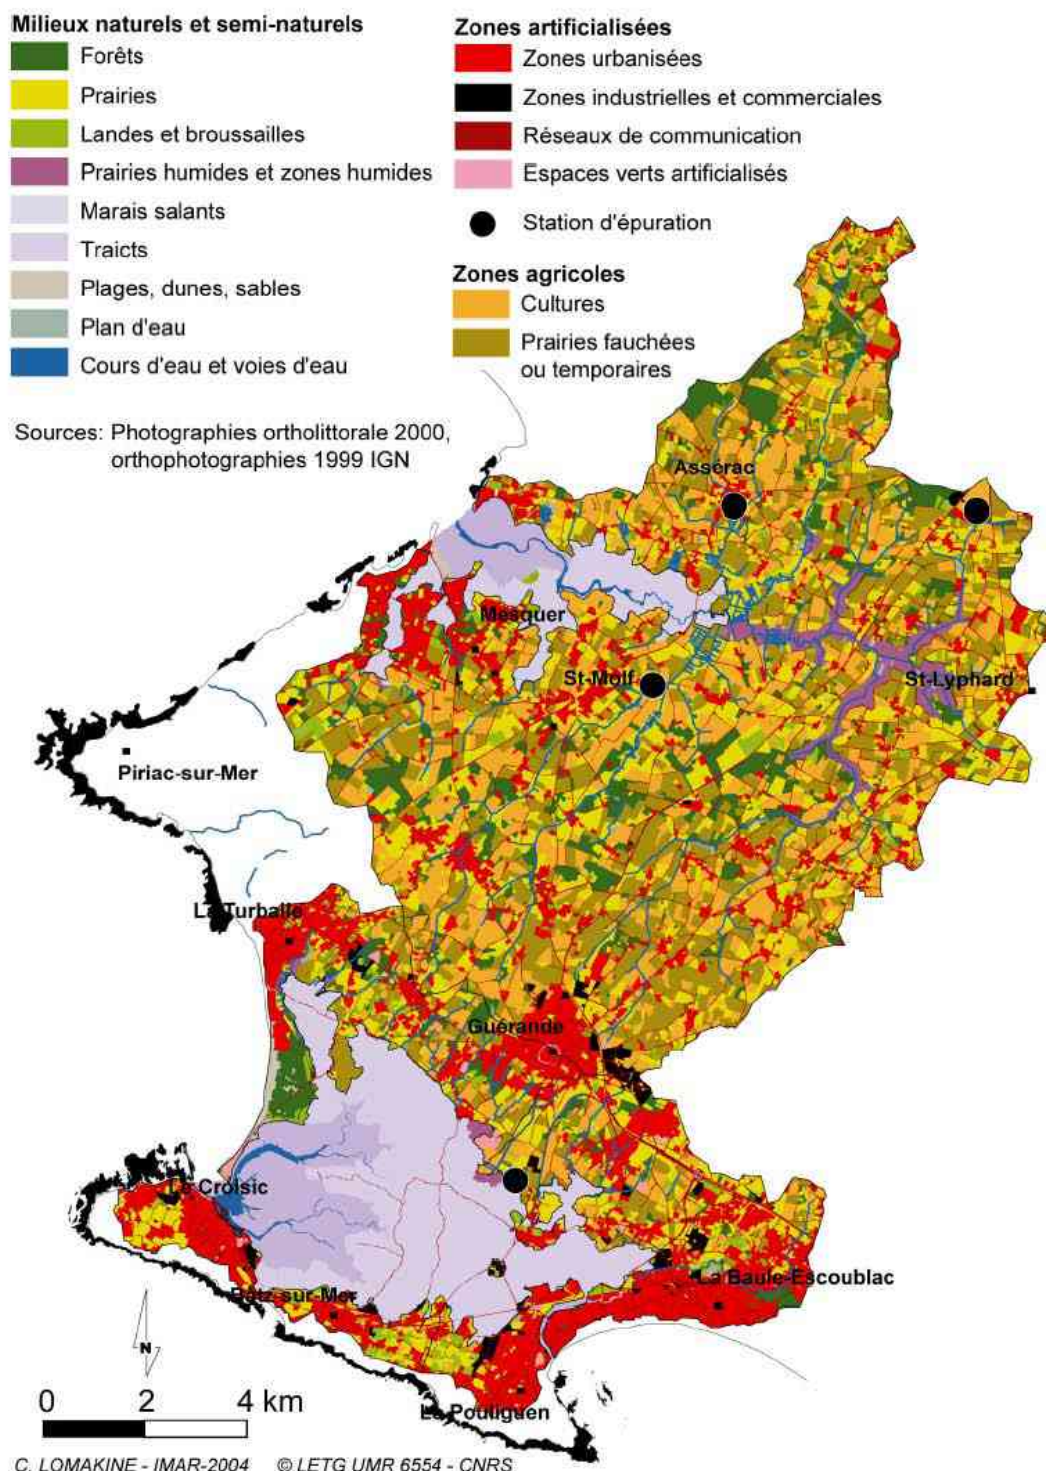 Milieux naturels et semi-naturels
Forêts
Prairies
Landes et broussailles
Prairies humides et zones humides
Marais salants
Traicts
Plages, dunes, sables
Plan d'eau
Cours d'eau et voies d'eau
Zones artificialisées
Zones urbanisées
Zones industrielles et commerciales
Réseaux de communication
Espaces verts artificialisés
Station d'épuration
Zones agricoles
Cultures
Prairies fauchées
ou temporaires
Sources: Photographies ortholittorale 2000,
orthophotographies 1999 IGN
Assérac
Mesquer
St-Molf
St-Lyphard
Piriac-sur-Mer
La Turballe
Guérande
Le Croisic
La Baule-Escoublac
Batz-sur-Mer
Le Pouliguen
N
0 2 4 km
C. LOMAKINE - IMAR-2004 © LETG UMR 6554 - CNRS